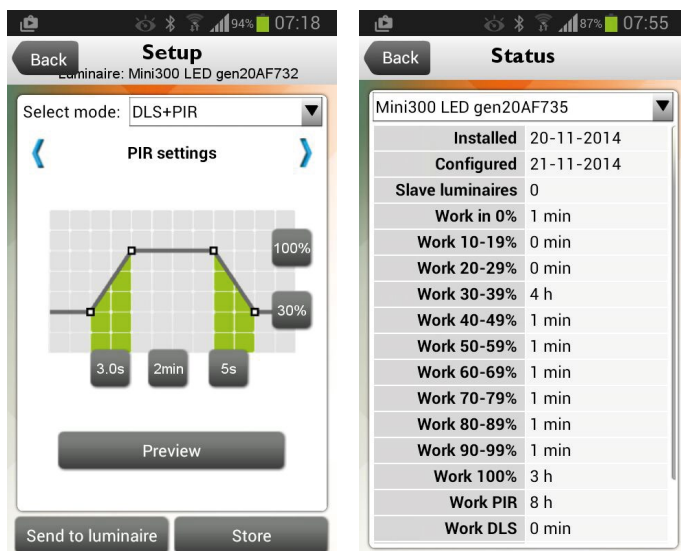 94% 07:18
Back
Setup
Luminaire: Mini300 LED gen20AF732
Select mode: DLS+PIR
PIR settings
100%
30%
3.0s 2min 5s
Preview
Send to luminaire Store
87% 07:55
Back
Status
Mini300 LED gen20AF735
Installed 20-11-2014
Configured 21-11-2014
Slave luminaires 0
Work in 0% 1 min
Work 10-19% 0 min
Work 20-29% 0 min
Work 30-39% 4 h
Work 40-49% 1 min
Work 50-59% 1 min
Work 60-69% 1 min
Work 70-79% 1 min
Work 80-89% 1 min
Work 90-99% 1 min
Work 100% 3 h
Work PIR 8 h
Work DLS 0 min